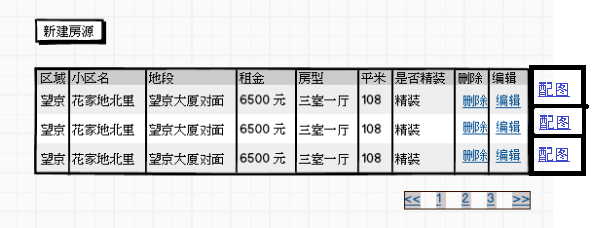 新建房源
区域 小区名 地段 租金 房型 平米 是否精装 删除 编辑
望京 花家地北里 望京大厦对面 6500 元 三室一厅 108 精装 删除 编辑 配图
望京 花家地北里 望京大厦对面 6500 元 三室一厅 108 精装 删除 编辑 配图
望京 花家地北里 望京大厦对面 6500 元 三室一厅 108 精装 删除 编辑 配图
<< 1 2 3 >>